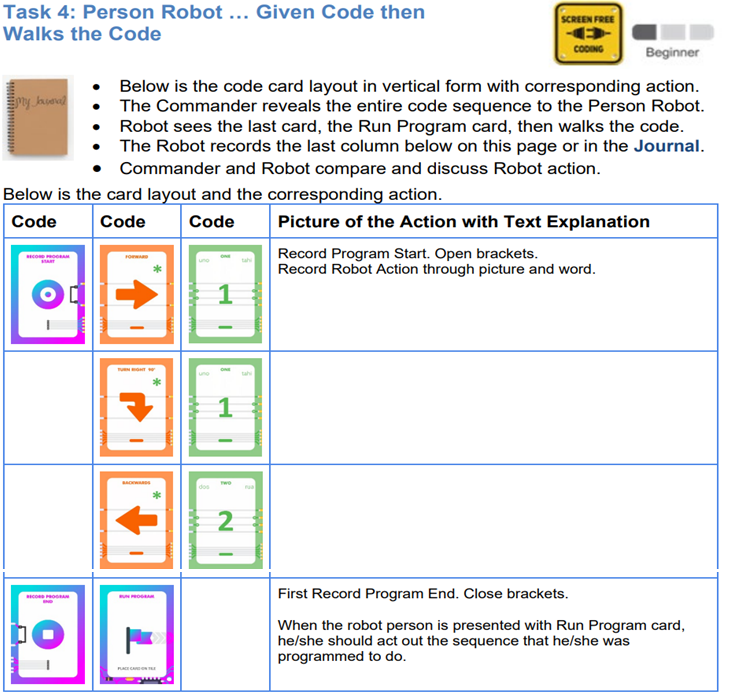 Task 4: Person Robot … Given Code then
Walks the Code
SCREEN FREE
CODING
Beginner
My Journal
• Below is the code card layout in vertical form with corresponding action.
• The Commander reveals the entire code sequence to the Person Robot.
• Robot sees the last card, the Run Program card, then walks the code.
• The Robot records the last column below on this page or in the Journal.
• Commander and Robot compare and discuss Robot action.
Below is the card layout and the corresponding action.
Code Code Code Picture of the Action with Text Explanation
RECORD PROGRAM
START
FORWARD
*
uno ONE tahi
1
Record Program Start. Open brackets.
Record Robot Action through picture and word.
TURN RIGHT 90°
*
uno ONE tahi
1
BACKWARDS
*
dos TWO rua
2
RECORD PROGRAM
END
RUN PROGRAM
PLACE CARD ON TILE
First Record Program End. Close brackets.
When the robot person is presented with Run Program card,
he/she should act out the sequence that he/she was
programmed to do.